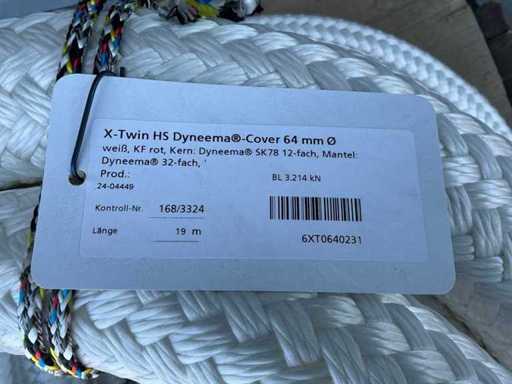 X-Twin HS Dyneema®-Cover 64 mm Ø
weiß, KF rot, Kern: Dyneema® SK78 12-fach, Mantel:
Dyneema® 32-fach, '
Prod.: BL 3.214 kN
24-04449
Kontroll-Nr. 168/3324
Länge 19 m
6XT0640231